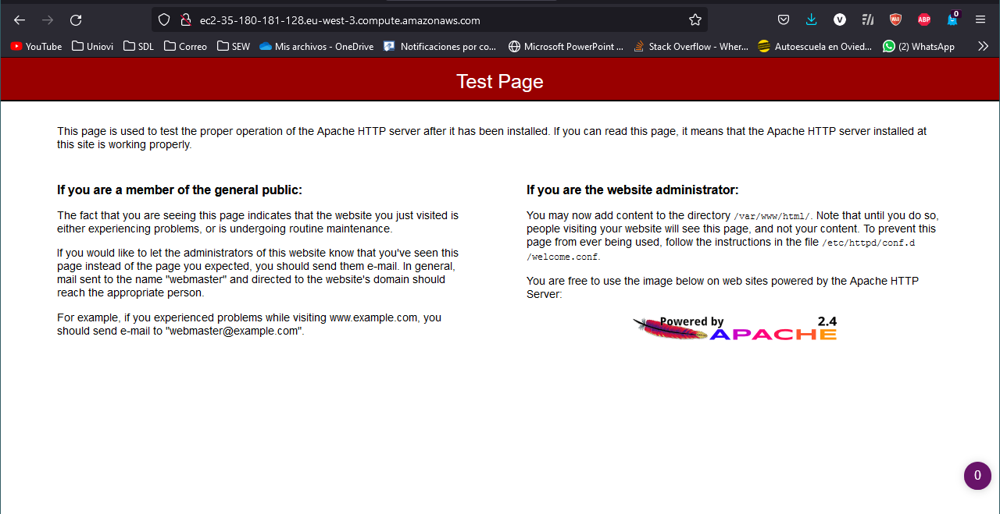 ec2-35-180-181-128.eu-west-3.compute.amazonaws.com
V
WAB
ABP
0
YouTube
Uniovi
SDL
Correo
SEW
Mis archivos - OneDrive
Notificaciones por co...
Microsoft PowerPoint ...
Stack Overflow - Wher...
Autoescuela en Ovied...
(2) WhatsApp
Test Page
This page is used to test the proper operation of the Apache HTTP server after it has been installed. If you can read this page, it means that the Apache HTTP server installed at
this site is working properly.
If you are a member of the general public:
The fact that you are seeing this page indicates that the website you just visited is
either experiencing problems, or is undergoing routine maintenance.
If you would like to let the administrators of this website know that you've seen this
page instead of the page you expected, you should send them e-mail. In general,
mail sent to the name "webmaster" and directed to the website's domain should
reach the appropriate person.
For example, if you experienced problems while visiting www.example.com, you
should send e-mail to "webmaster@example.com".
If you are the website administrator:
You may now add content to the directory /var/www/html/. Note that until you do so,
people visiting your website will see this page, and not your content. To prevent this
page from ever being used, follow the instructions in the file /etc/httpd/conf.d
/welcome.conf.
You are free to use the image below on web sites powered by the Apache HTTP
Server:
Powered by 2.4
APACHE
0